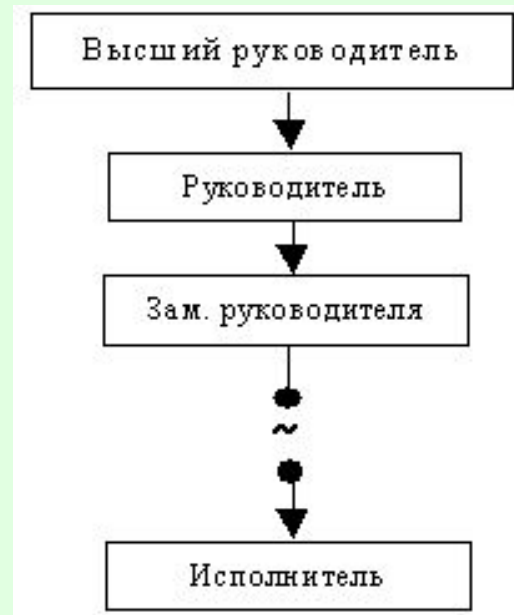 Высший руководитель
Руководитель
Зам. руководителя
~
Исполнитель